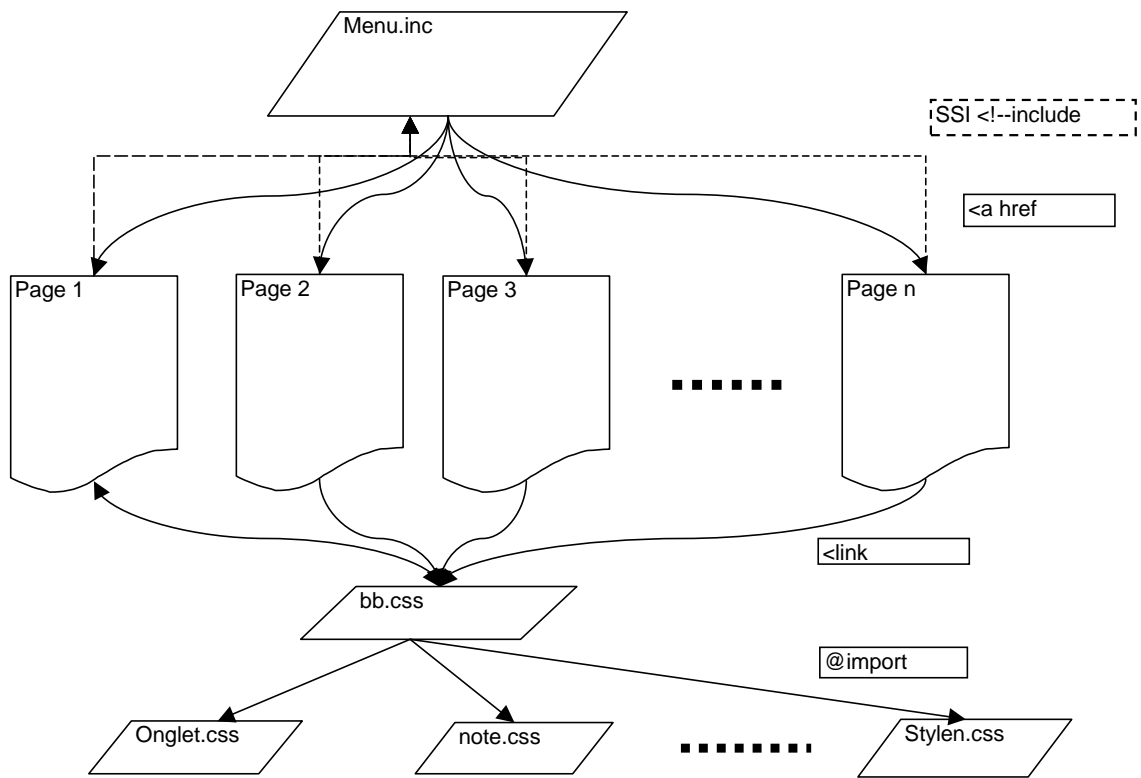 Menu.inc
SSI <!--include
<a href
Page 1
Page 2
Page 3
Page n
<link
bb.css
@import
Onglet.css
note.css
Stylen.css